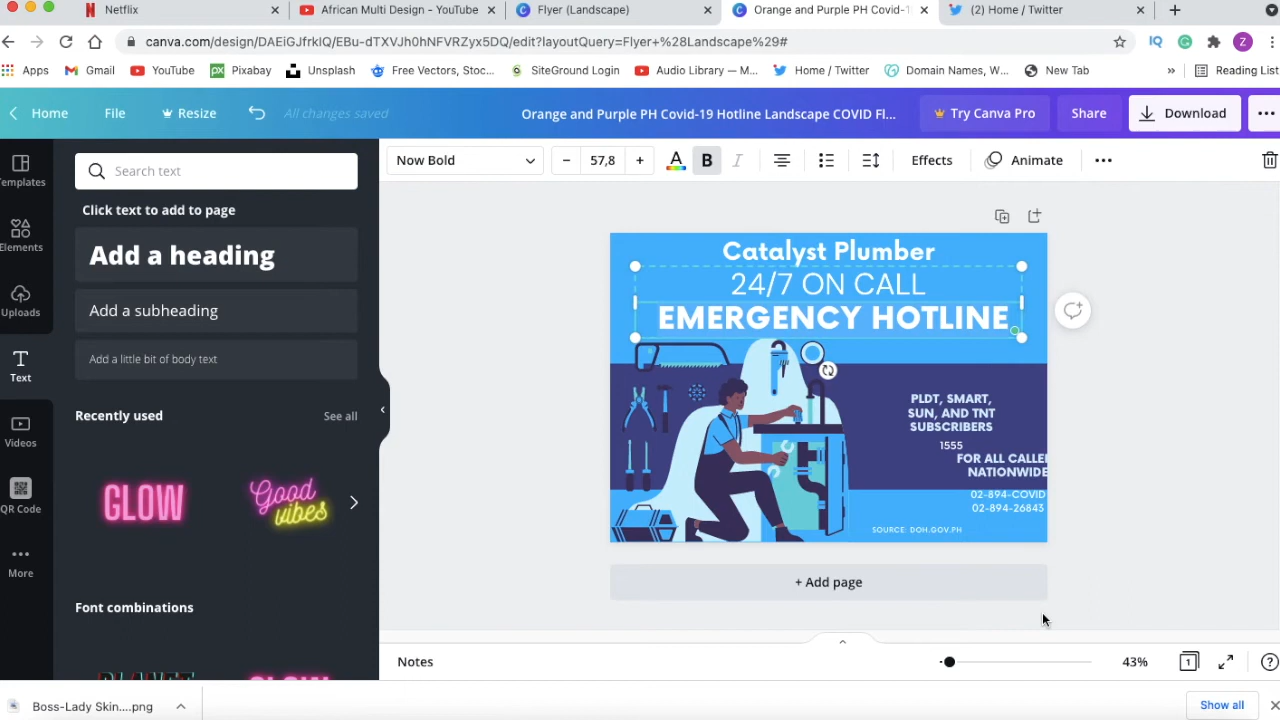 Netflix
African Multi Design - YouTube
Flyer (Landscape)
Orange and Purple PH Covid-1
(2) Home / Twitter
canva.com/design/DAEiGJfrkIQ/EBu-dTXVJh0hNFVRZyx5DQ/edit?layoutQuery=Flyer+%28Landscape%29#
IQ
Z
Apps
Gmail
YouTube
Pixabay
Unsplash
Free Vectors, Stoc...
SiteGround Login
Audio Library — M...
Home / Twitter
Domain Names, W...
New Tab
»
Reading List
Home
File
Resize
All changes saved
Orange and Purple PH Covid-19 Hotline Landscape COVID Fl...
Try Canva Pro
Share
Download
Templates
Elements
Uploads
Text
Videos
QR Code
More
Search text
Click text to add to page
Add a heading
Add a subheading
Add a little bit of body text
Recently used
See all
GLOW
Good vibes
Font combinations
PLANET
GLOW
Now Bold
– 57,8 +
A
B
I
Effects
Animate
Catalyst Plumber
24/7 ON CALL
EMERGENCY HOTLINE
PLDT, SMART,
SUN, AND TNT
SUBSCRIBERS
1555
FOR ALL CALLE
NATIONWIDE
02-894-COVID
02-894-26843
SOURCE: DOH.GOV.PH
+ Add page
Notes
43%
1
?
Boss-Lady Skin....png
Show all